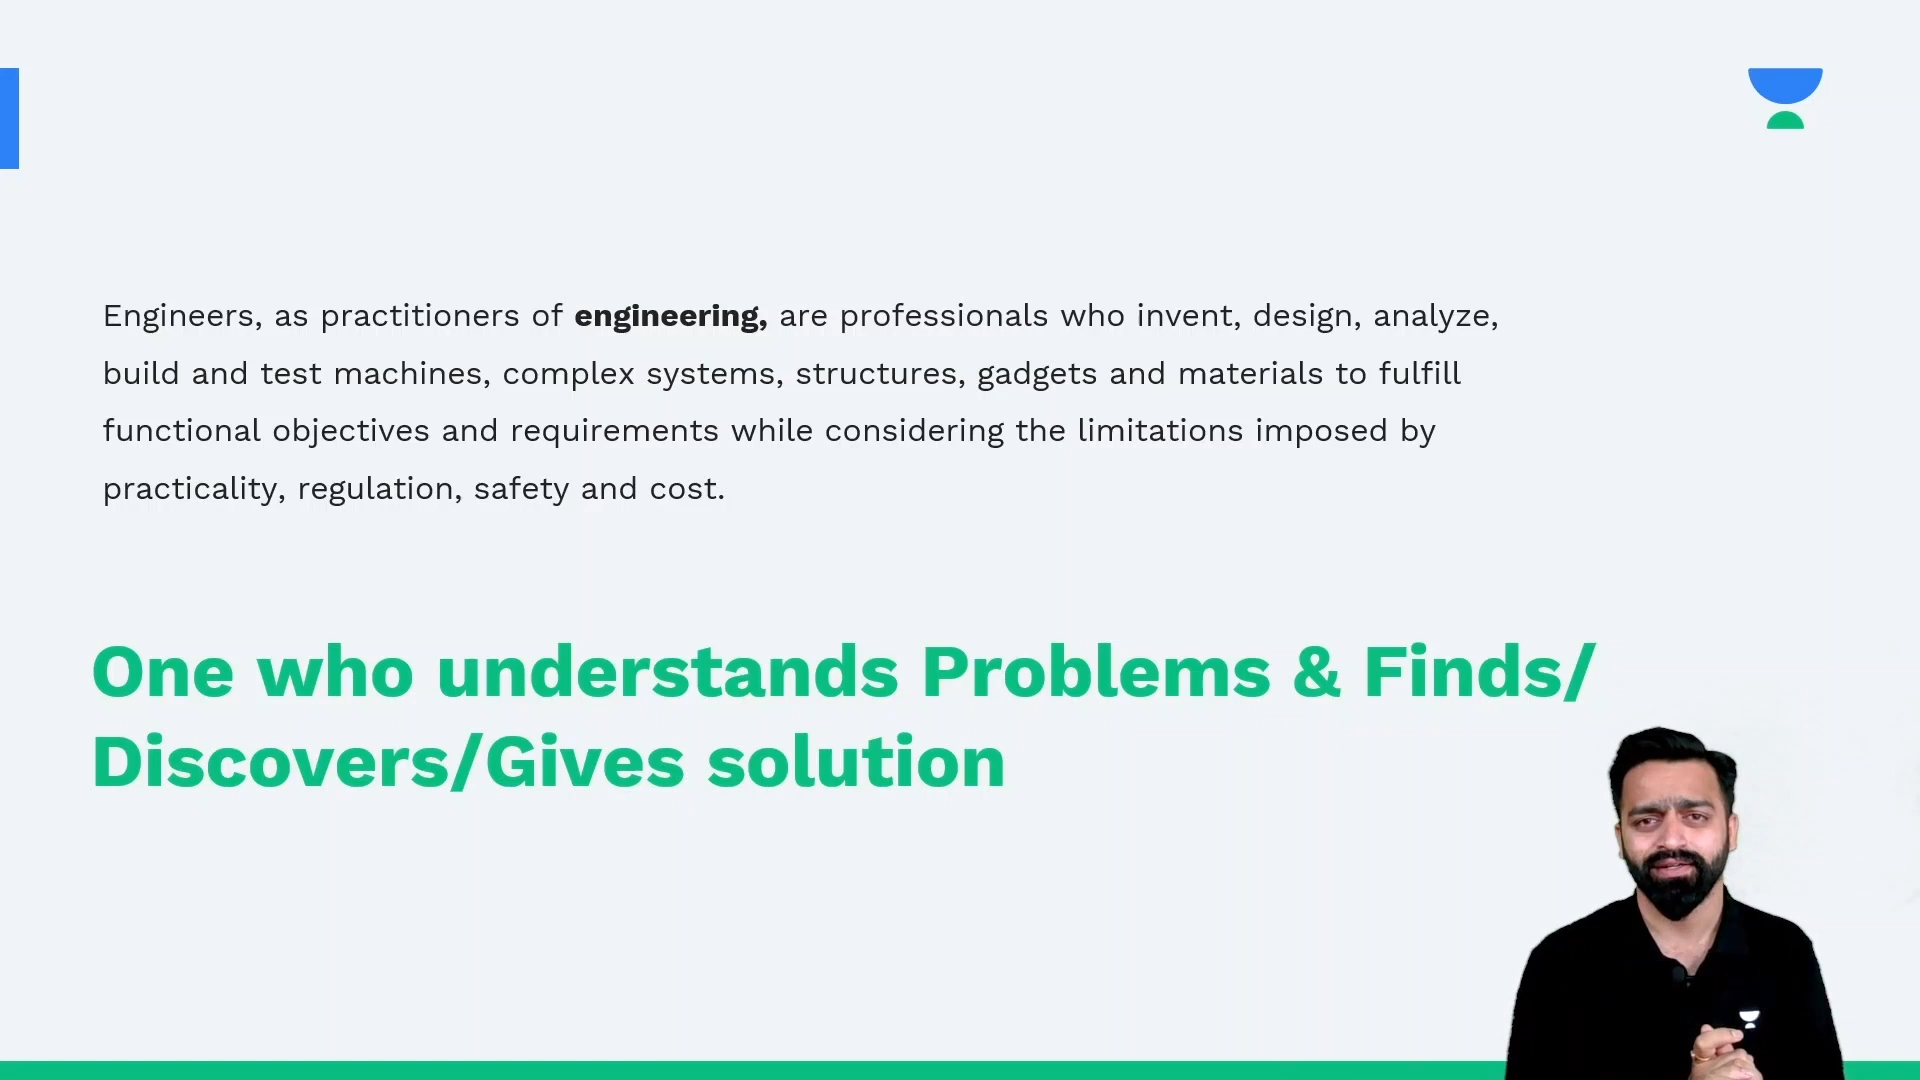 Engineers, as practitioners of engineering, are professionals who invent, design, analyze,
build and test machines, complex systems, structures, gadgets and materials to fulfill
functional objectives and requirements while considering the limitations imposed by
practicality, regulation, safety and cost.
One who understands Problems & Finds/
Discovers/Gives solution